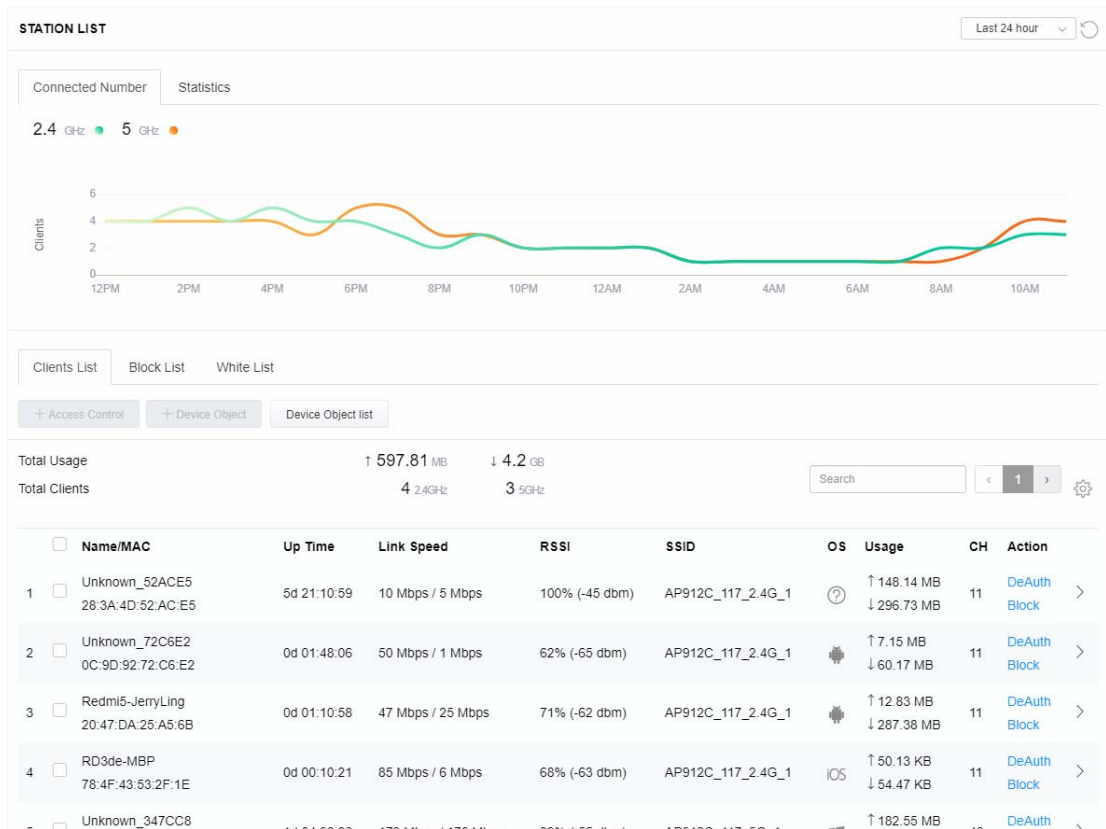 STATION LIST Last 24 hour
Connected Number Statistics
2.4 GHz 5 GHz
Clients
6
4
2
0
12PM 2PM 4PM 6PM 8PM 10PM 12AM 2AM 4AM 6AM 8AM 10AM
Clients List Block List White List
+ Access Control + Device Object Device Object list
Total Usage ↑ 597.81 MB ↓ 4.2 GB
Total Clients 4 2.4GHz 3 5GHz
Search ‹ 1 ›
Name/MAC Up Time Link Speed RSSI SSID OS Usage CH Action
1 Unknown_52ACE5 5d 21:10:59 10 Mbps / 5 Mbps 100% (-45 dbm) AP912C_117_2.4G_1 ? ↑ 148.14 MB 11 DeAuth
28:3A:4D:52:AC:E5 ↓ 296.73 MB Block
2 Unknown_72C6E2 0d 01:48:06 50 Mbps / 1 Mbps 62% (-65 dbm) AP912C_117_2.4G_1 ↑ 7.15 MB 11 DeAuth
0C:9D:92:72:C6:E2 ↓ 60.17 MB Block
3 Redmi5-JerryLing 0d 01:10:58 47 Mbps / 25 Mbps 71% (-62 dbm) AP912C_117_2.4G_1 ↑ 12.83 MB 11 DeAuth
20:47:DA:25:A5:6B ↓ 287.38 MB Block
4 RD3de-MBP 0d 00:10:21 85 Mbps / 6 Mbps 68% (-63 dbm) AP912C_117_2.4G_1 iOS ↑ 50.13 KB 11 DeAuth
78:4F:43:53:2F:1E ↓ 54.47 KB Block
Unknown_347CC8 ↑ 182.55 MB DeAuth